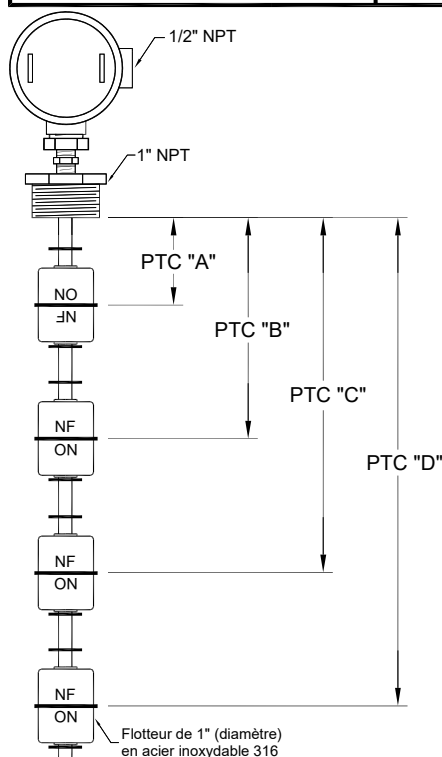 1/2" NPT
1" NPT
PTC "A"
NO
NF
PTC "B"
PTC "C"
NF
ON
PTC "D"
NF
ON
NF
ON
Flotteur de 1" (diamètre)
en acier inoxydable 316